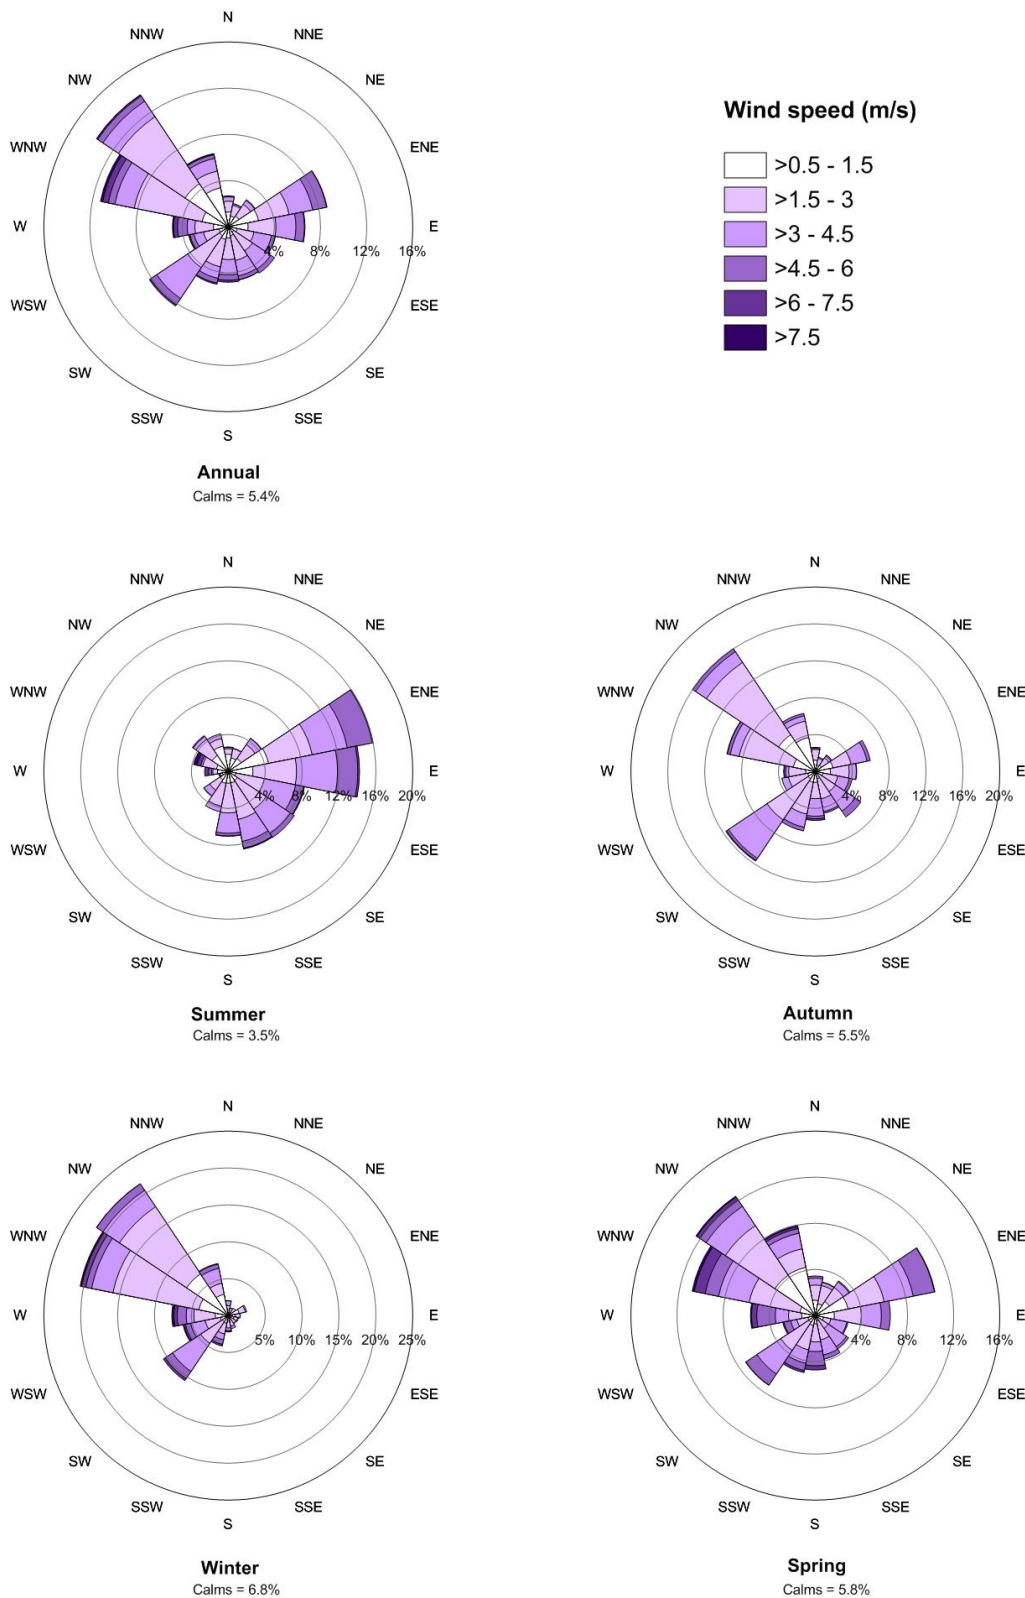 N
NNW NNE
NW NE
WNW ENE
W E
4% 8% 12% 16%
WSW ESE
SW SE
SSW SSE
S
Annual
Calms = 5.4%
Wind speed (m/s)
>0.5 - 1.5
>1.5 - 3
>3 - 4.5
>4.5 - 6
>6 - 7.5
>7.5
N
NNW NNE
NW NE
WNW ENE
W E
4% 8% 12% 16% 20%
WSW ESE
SW SE
SSW SSE
S
Summer
Calms = 3.5%
N
NNW NNE
NW NE
WNW ENE
W E
4% 8% 12% 16% 20%
WSW ESE
SW SE
SSW SSE
S
Autumn
Calms = 5.5%
N
NNW NNE
NW NE
WNW ENE
W E
5% 10% 15% 20% 25%
WSW ESE
SW SE
SSW SSE
S
Winter
Calms = 6.8%
N
NNW NNE
NW NE
WNW ENE
W E
4% 8% 12% 16%
WSW ESE
SW SE
SSW SSE
S
Spring
Calms = 5.8%